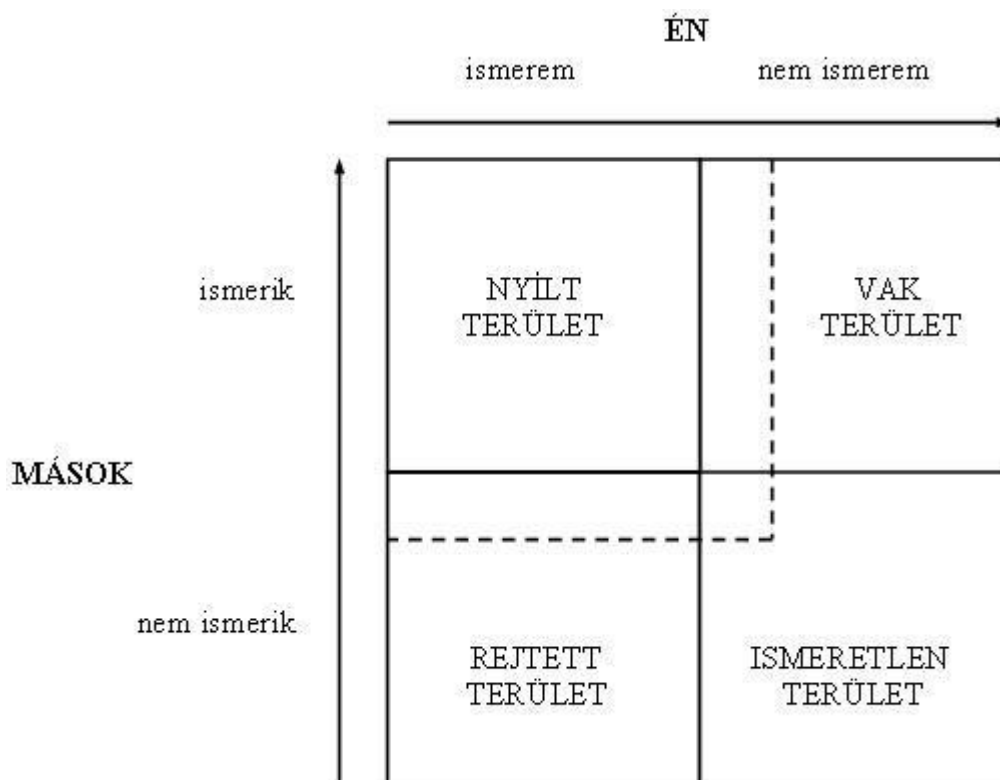 ÉN
ismerem nem ismerem
ismerik
NYÍLT
TERÜLET
VAK
TERÜLET
MÁSOK
nem ismerik
REJTETT
TERÜLET
ISMERETLEN
TERÜLET